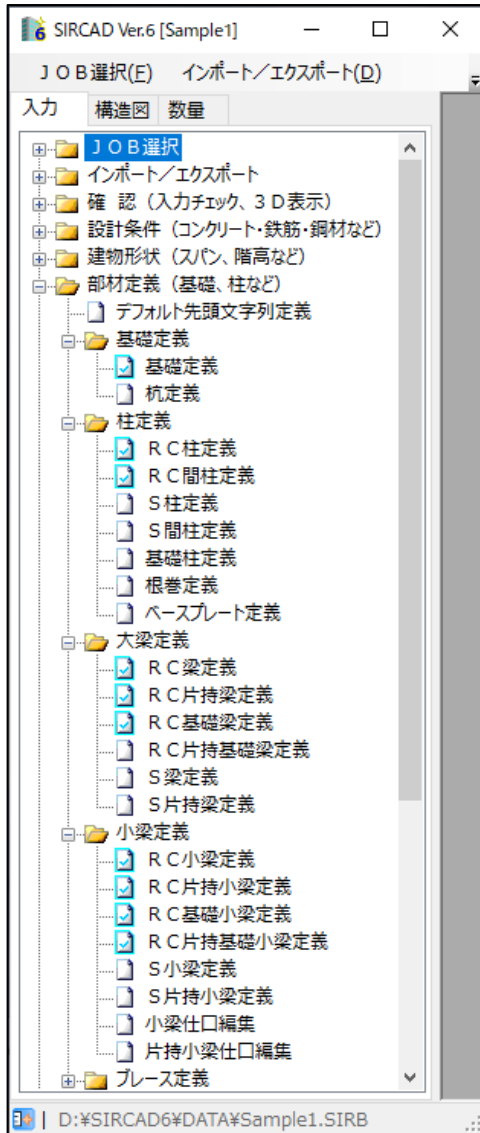 SIRCAD Ver.6 [Sample1]
ＪＯＢ選択(F) インポート／エクスポート(D)
入力 構造図 数量
ＪＯＢ選択
インポート／エクスポート
確　認（入力チェック、３Ｄ表示）
設計条件（コンクリート・鉄筋・鋼材など）
建物形状（スパン、階高など）
部材定義（基礎、柱など）
デフォルト先頭文字列定義
基礎定義
基礎定義
杭定義
柱定義
ＲＣ柱定義
ＲＣ間柱定義
Ｓ柱定義
Ｓ間柱定義
基礎柱定義
根巻定義
ベースプレート定義
大梁定義
ＲＣ梁定義
ＲＣ片持梁定義
ＲＣ基礎梁定義
ＲＣ片持基礎梁定義
Ｓ梁定義
Ｓ片持梁定義
小梁定義
ＲＣ小梁定義
ＲＣ片持小梁定義
ＲＣ基礎小梁定義
ＲＣ片持基礎小梁定義
Ｓ小梁定義
Ｓ片持小梁定義
小梁仕口編集
片持小梁仕口編集
ブレース定義
D:¥SIRCAD6¥DATA¥Sample1.SIRB